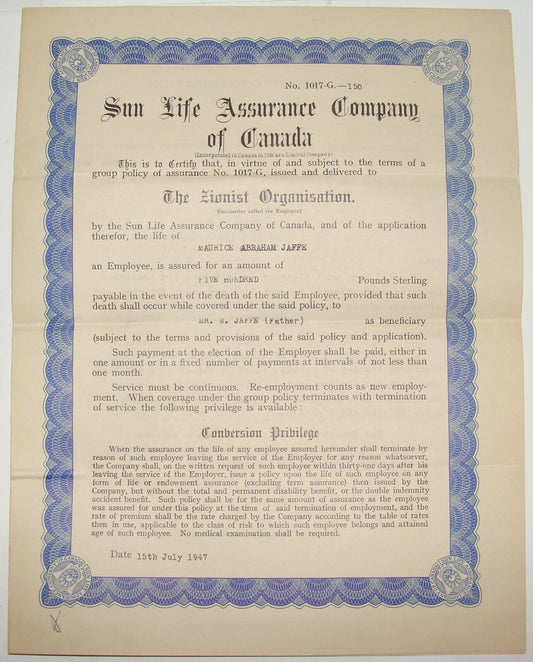 No. 1017-G.—150
Sun Life Assurance Company
of Canada
(Incorporated in Canada in 1865 as a Limited Company)
This is to Certify that, in virtue of and subject to the terms of a
group policy of assurance No. 1017-G, issued and delivered to
The Zionist Organisation.
(hereinafter called the Employer)
by the Sun Life Assurance Company of Canada, and of the application
therefor, the life of
MAURICE ABRAHAM JAFFE
an Employee, is assured for an amount of
FIVE HUNDRED Pounds Sterling
payable in the event of the death of the said Employee, provided that such
death shall occur while covered under the said policy, to
MR. W. JAFFE (Father) as beneficiary
(subject to the terms and provisions of the said policy and application).
Such payment at the election of the Employer shall be paid, either in
one amount or in a fixed number of payments at intervals of not less than
one month.
Service must be continuous. Re-employment counts as new employ-
ment. When coverage under the group policy terminates with termination
of service the following privilege is available :
Conversion Privilege
When the assurance on the life of any employee assured hereunder shall terminate by
reason of such employee leaving the service of the Employer for any reason whatsoever,
the Company shall, on the written request of such employee within thirty-one days after his
leaving the service of the Employer, issue a policy upon the life of such employee on any
form of life or endowment assurance (excluding term assurance) then issued by the
Company, but without the total and permanent disability benefit, or the double indemnity
accident benefit. Such policy shall be for the same amount of assurance as the employee
was assured for under this policy at the time of said termination of employment, and the
rate of premium shall be the rate charged by the Company according to the table of rates
then in use, applicable to the class of risk to which such employee belongs and attained
age of such employee. No medical examination shall be required.
Date 15th July 1947